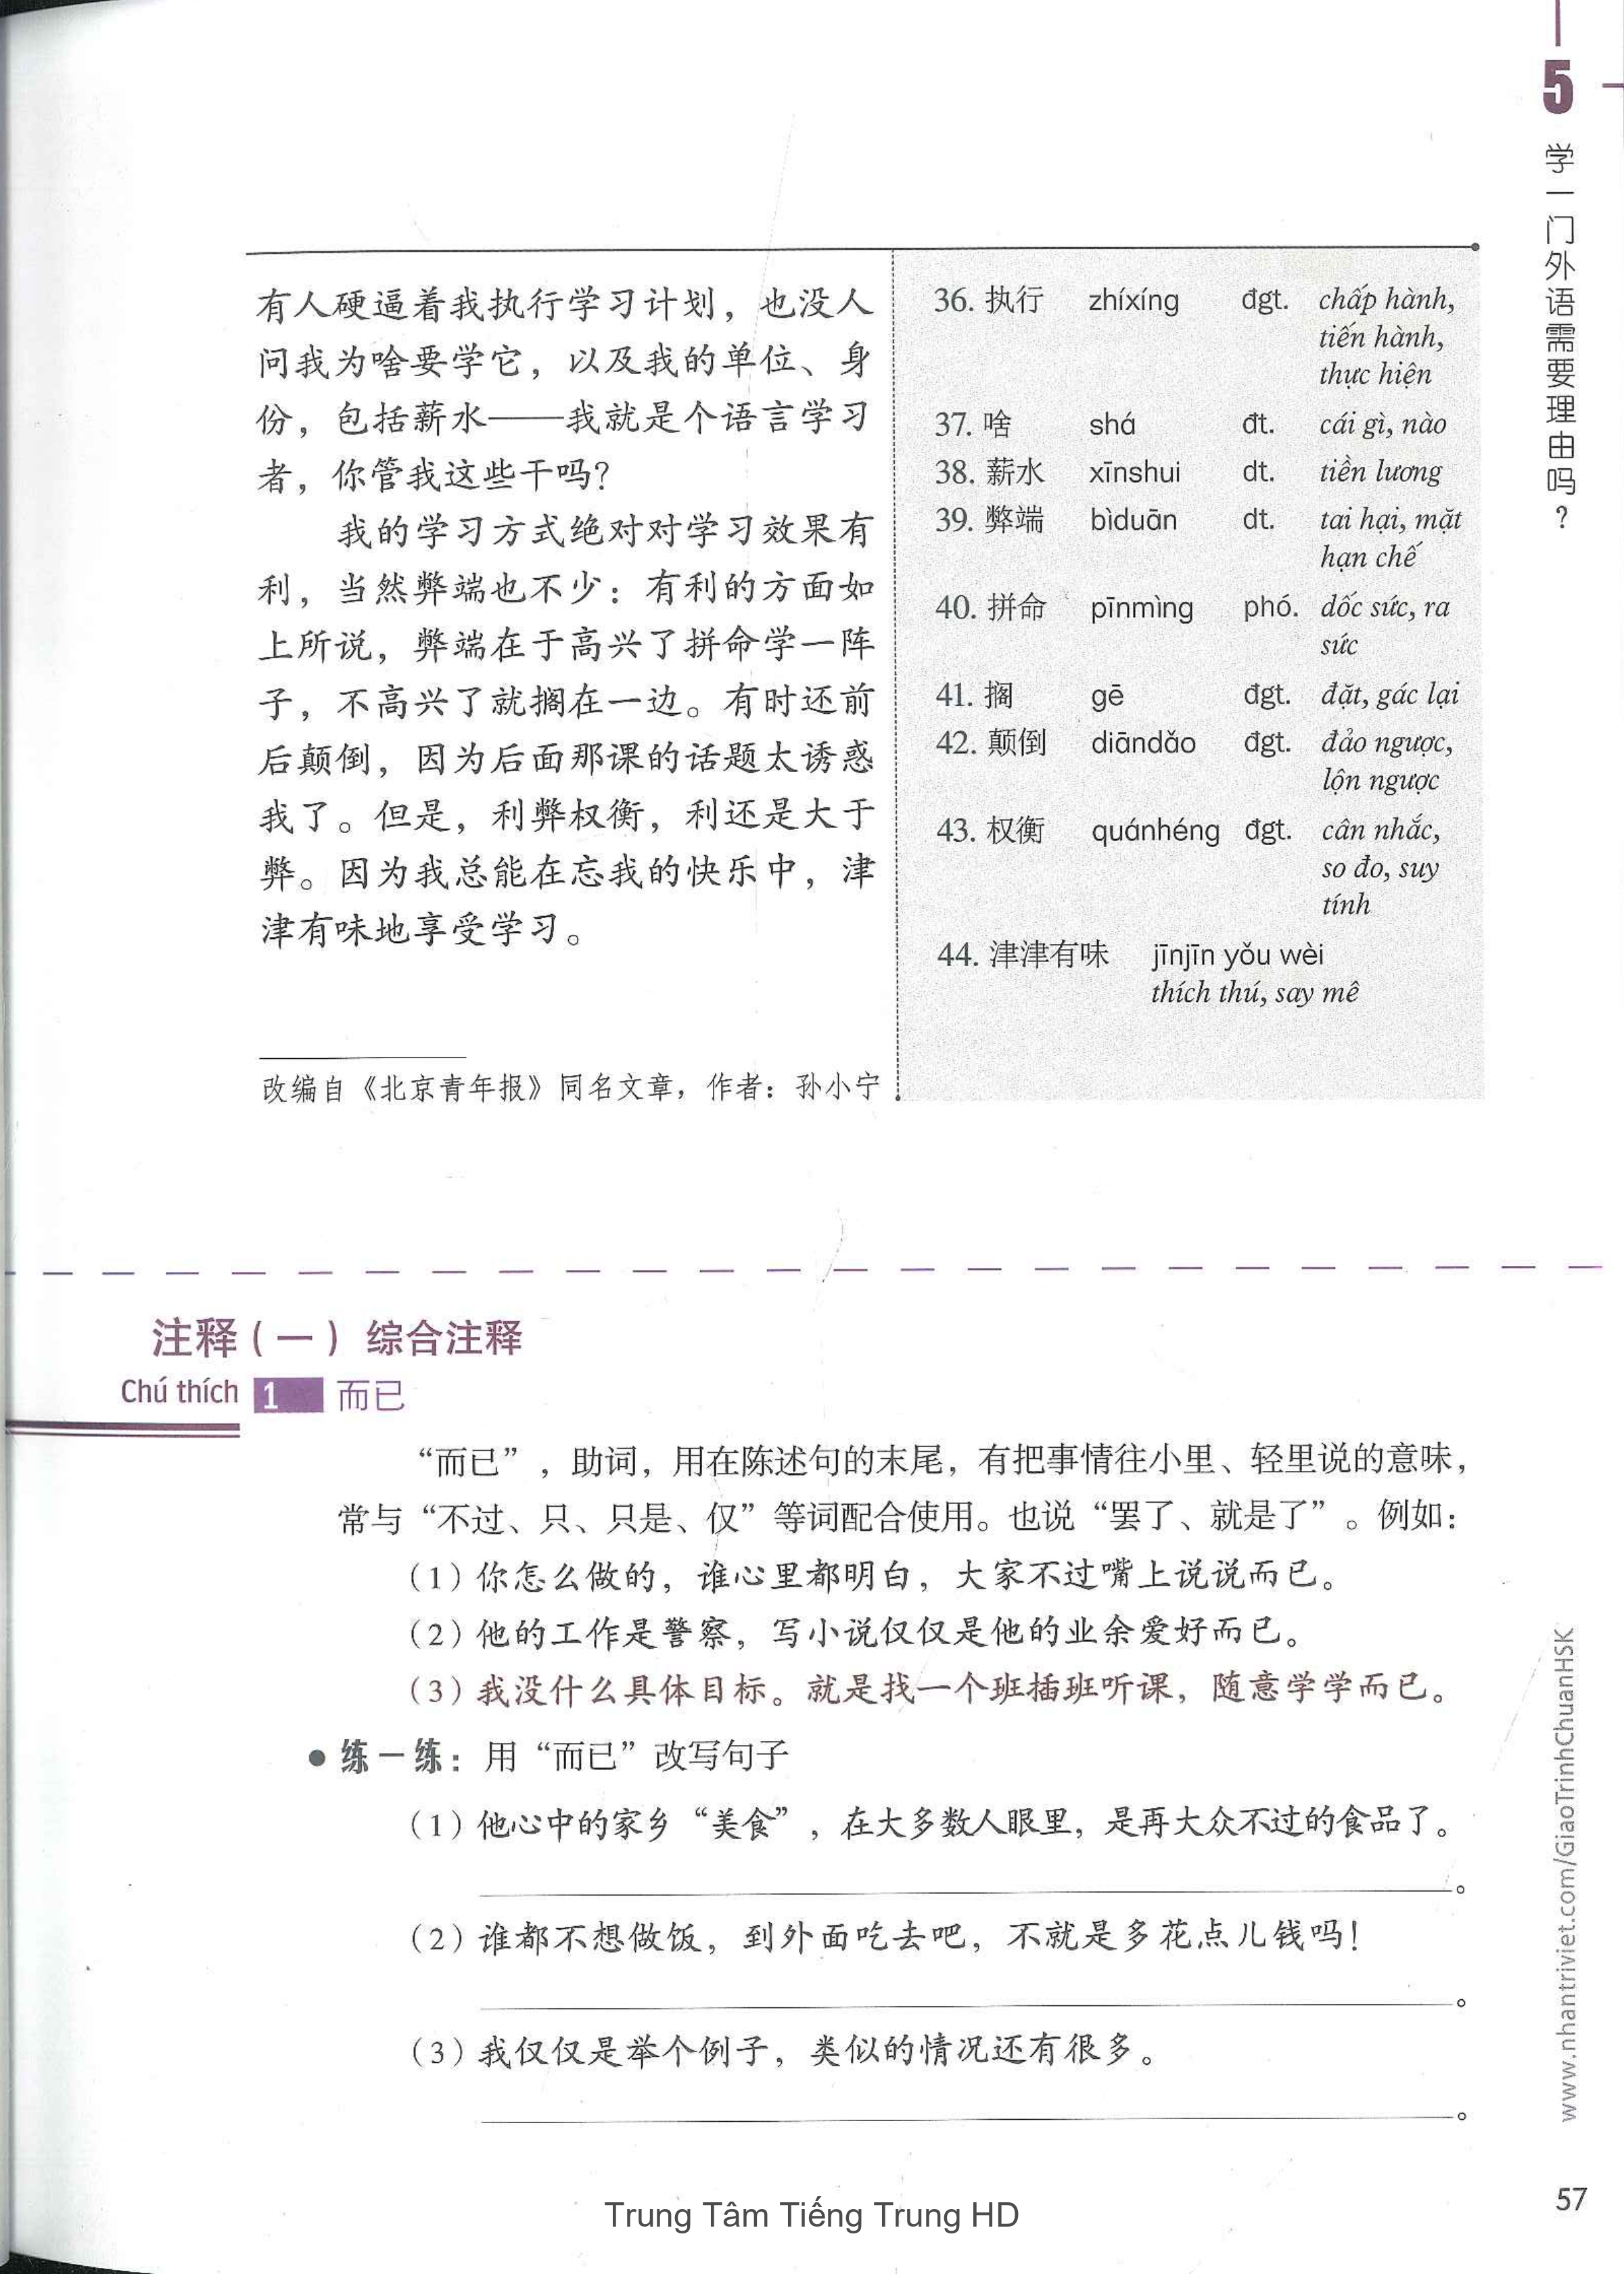 5
学一门外语需要理由吗？
有人硬逼着我执行学习计划，也没人
问我为啥要学它，以及我的单位、身
份，包括薪水——我就是个语言学习
者，你管我这些干吗？
我的学习方式绝对对学习效果有
利，当然弊端也不少：有利的方面如
上所说，弊端在于高兴了拼命学一阵
子，不高兴了就搁在一边。有时还前
后颠倒，因为后面那课的话题太诱惑
我了。但是，利弊权衡，利还是大于
弊。因为我总能在忘我的快乐中，津
津有味地享受学习。
改编自《北京青年报》同名文章，作者：孙小宁
36. 执行 zhíxíng đgt. chấp hành,
tiến hành,
thực hiện
37. 啥 shá đt. cái gì, nào
38. 薪水 xīnshui dt. tiền lương
39. 弊端 bìduān dt. tai hại, mặt
hạn chế
40. 拼命 pīnmìng phó. dốc sức, ra
sức
41. 搁 gē đgt. đặt, gác lại
42. 颠倒 diāndǎo đgt. đảo ngược,
lộn ngược
43. 权衡 quánhéng đgt. cân nhắc,
so đo, suy
tính
44. 津津有味 jīnjīn yǒu wèi
thích thú, say mê
注释（一）综合注释
Chú thích 1 而已
“而已”，助词，用在陈述句的末尾，有把事情往小里、轻里说的意味，
常与“不过、只、只是、仅”等词配合使用。也说“罢了、就是了”。例如：
（1）你怎么做的，谁心里都明白，大家不过嘴上说说而已。
（2）他的工作是警察，写小说仅仅是他的业余爱好而已。
（3）我没什么具体目标。就是找一个班插班听课，随意学学而已。
● 练一练：用“而已”改写句子
（1）他心中的家乡“美食”，在大多数人眼里，是再大众不过的食品了。
。
（2）谁都不想做饭，到外面吃去吧，不就是多花点儿钱吗！
。
（3）我仅仅是举个例子，类似的情况还有很多。
。
www.nhantriviet.com/GiaoTrinhChuanHSK
57
Trung Tâm Tiếng Trung HD